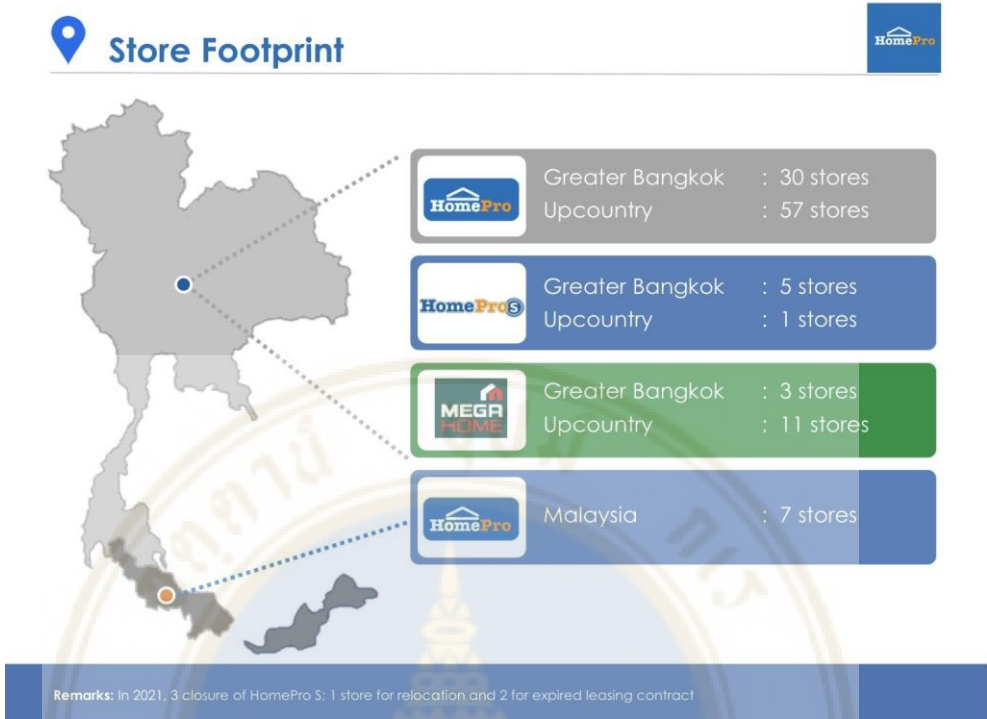 Store Footprint
HomePro
HomePro
Greater Bangkok : 30 stores
Upcountry : 57 stores
HomePro S
Greater Bangkok : 5 stores
Upcountry : 1 stores
MEGA
HOME
Greater Bangkok : 3 stores
Upcountry : 11 stores
HomePro
Malaysia : 7 stores
Remarks: In 2021, 3 closure of HomePro S; 1 store for relocation and 2 for expired leasing contract